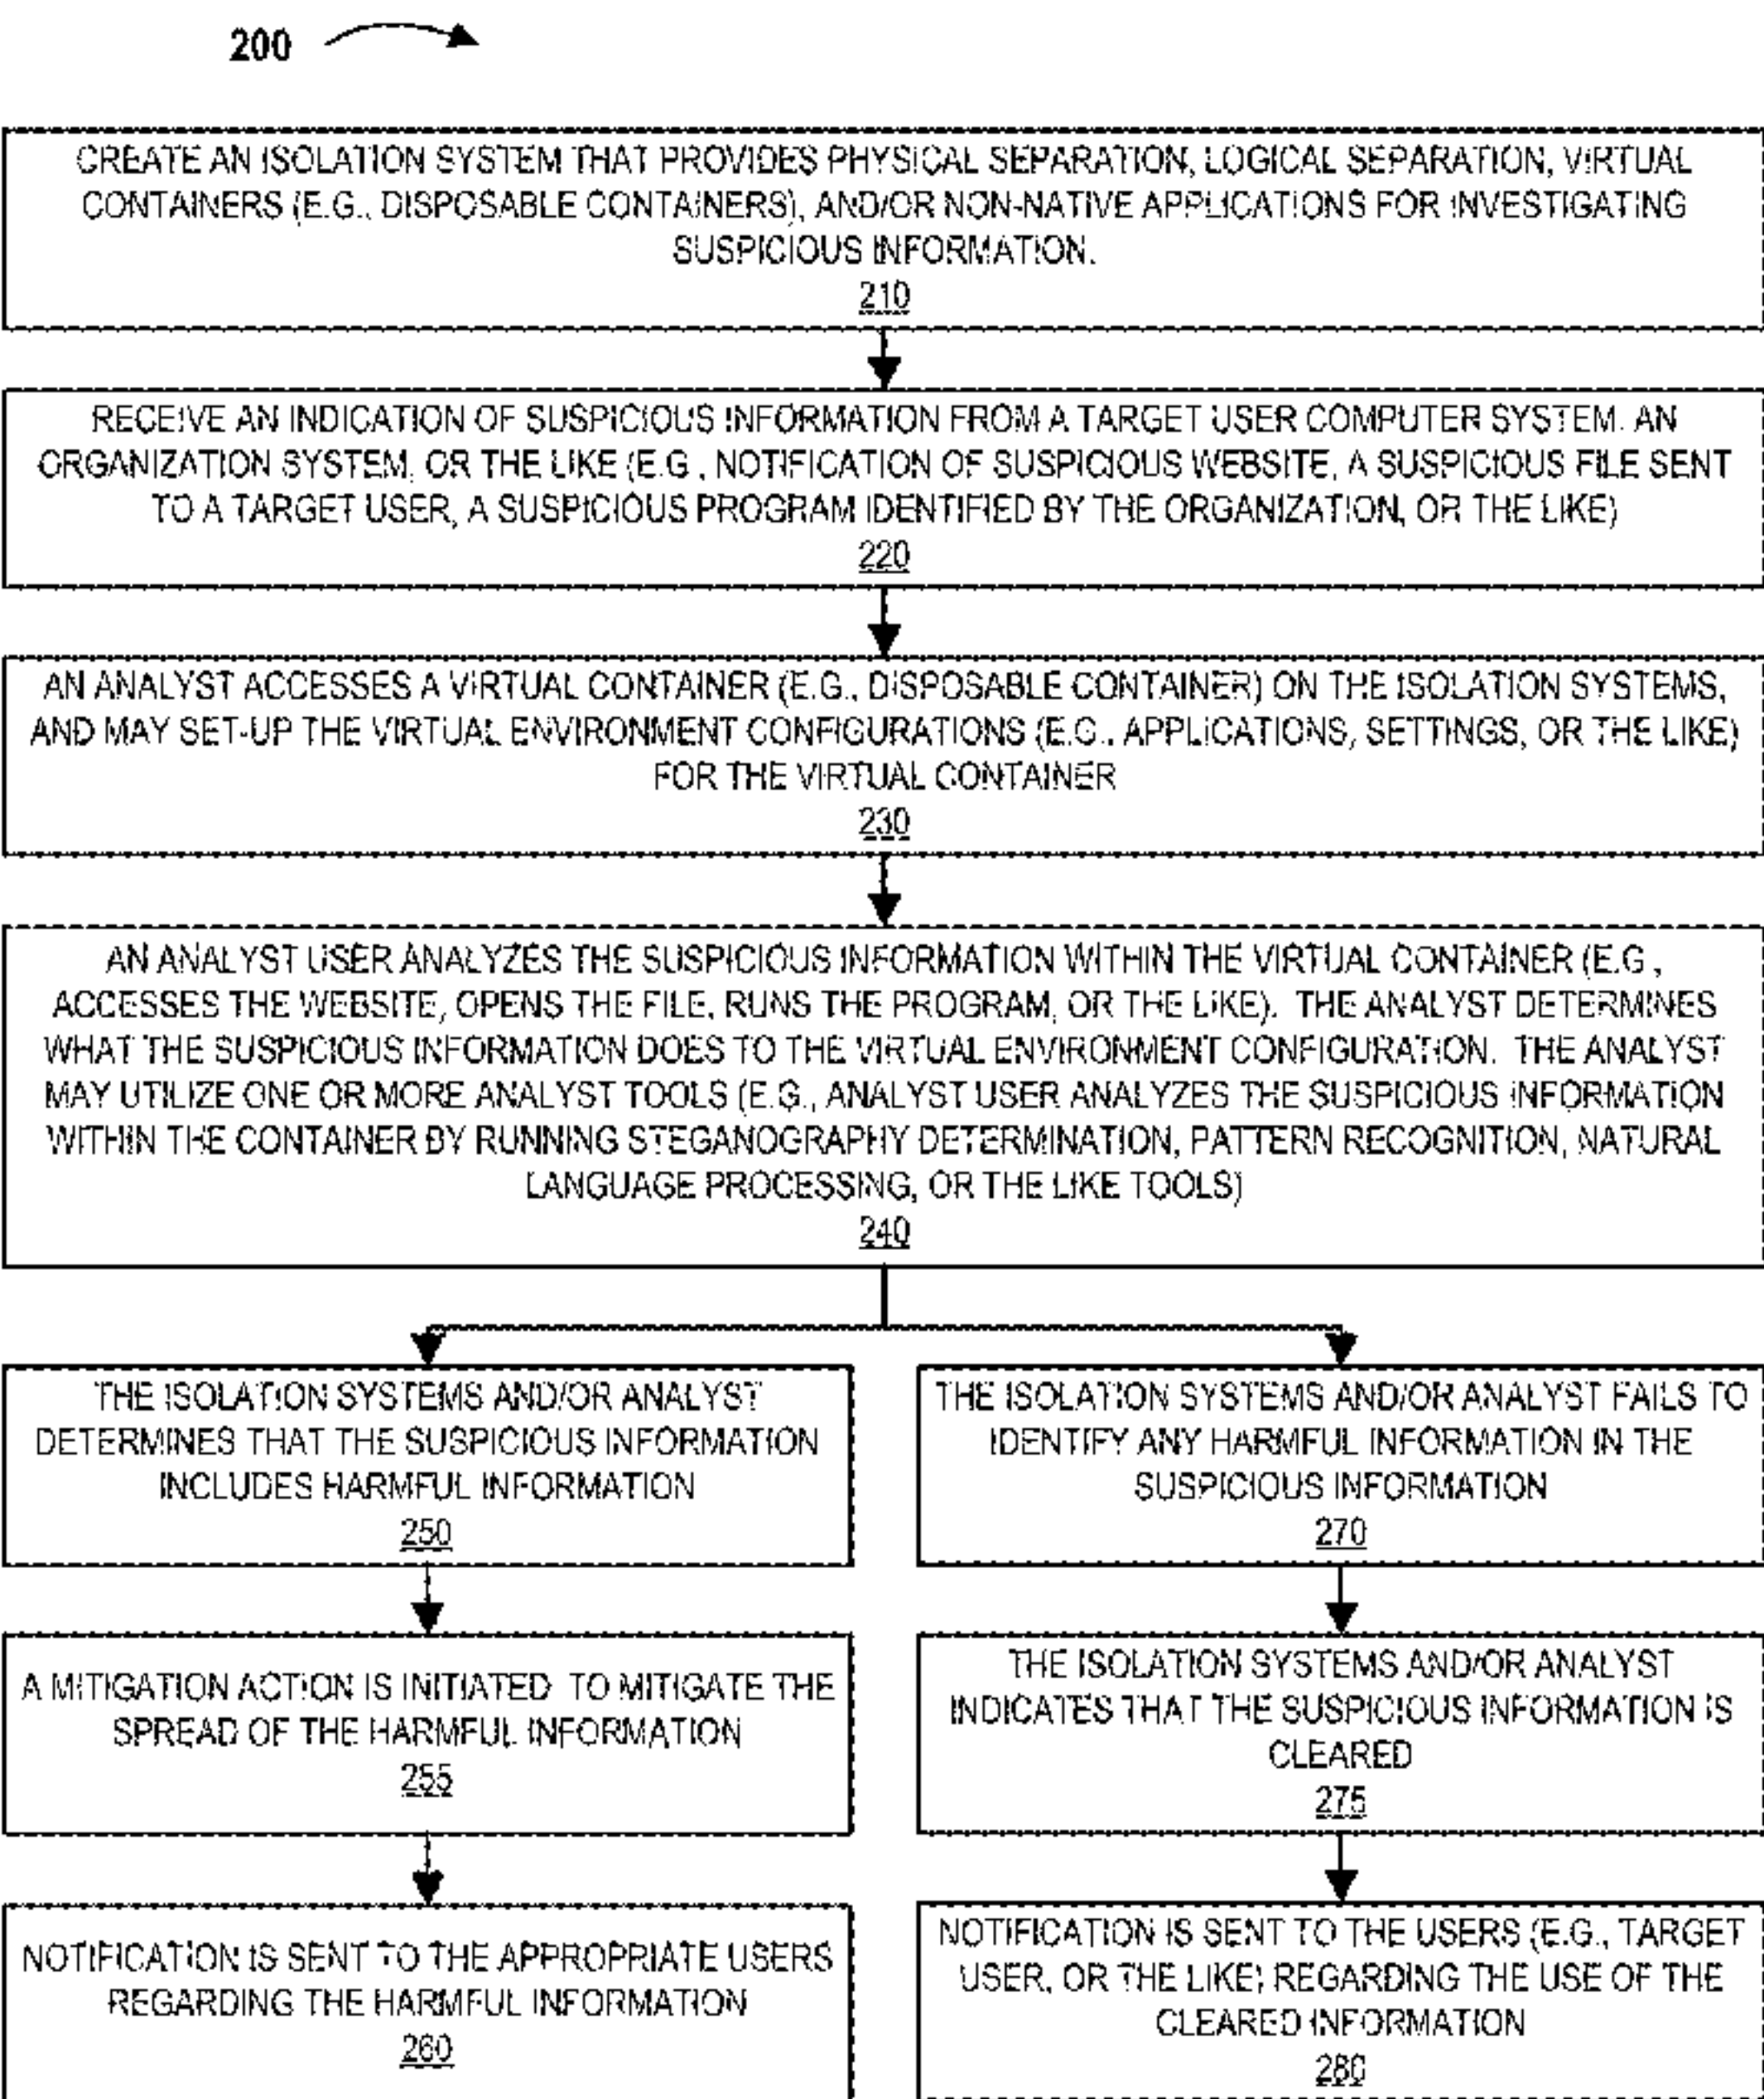 200
CREATE AN ISOLATION SYSTEM THAT PROVIDES PHYSICAL SEPARATION, LOGICAL SEPARATION, VIRTUAL
CONTAINERS (E.G., DISPOSABLE CONTAINERS), AND/OR NON-NATIVE APPLICATIONS FOR INVESTIGATING
SUSPICIOUS INFORMATION.
210
RECEIVE AN INDICATION OF SUSPICIOUS INFORMATION FROM A TARGET USER COMPUTER SYSTEM, AN
ORGANIZATION SYSTEM, OR THE LIKE (E.G., NOTIFICATION OF SUSPICIOUS WEBSITE, A SUSPICIOUS FILE SENT
TO A TARGET USER, A SUSPICIOUS PROGRAM IDENTIFIED BY THE ORGANIZATION, OR THE LIKE)
220
AN ANALYST ACCESSES A VIRTUAL CONTAINER (E.G., DISPOSABLE CONTAINER) ON THE ISOLATION SYSTEMS,
AND MAY SET-UP THE VIRTUAL ENVIRONMENT CONFIGURATIONS (E.G., APPLICATIONS, SETTINGS, OR THE LIKE)
FOR THE VIRTUAL CONTAINER
230
AN ANALYST USER ANALYZES THE SUSPICIOUS INFORMATION WITHIN THE VIRTUAL CONTAINER (E.G.,
ACCESSES THE WEBSITE, OPENS THE FILE, RUNS THE PROGRAM, OR THE LIKE). THE ANALYST DETERMINES
WHAT THE SUSPICIOUS INFORMATION DOES TO THE VIRTUAL ENVIRONMENT CONFIGURATION. THE ANALYST
MAY UTILIZE ONE OR MORE ANALYST TOOLS (E.G., ANALYST USER ANALYZES THE SUSPICIOUS INFORMATION
WITHIN THE CONTAINER BY RUNNING STEGANOGRAPHY DETERMINATION, PATTERN RECOGNITION, NATURAL
LANGUAGE PROCESSING, OR THE LIKE TOOLS)
240
THE ISOLATION SYSTEMS AND/OR ANALYST
DETERMINES THAT THE SUSPICIOUS INFORMATION
INCLUDES HARMFUL INFORMATION
250
THE ISOLATION SYSTEMS AND/OR ANALYST FAILS TO
IDENTIFY ANY HARMFUL INFORMATION IN THE
SUSPICIOUS INFORMATION
270
A MITIGATION ACTION IS INITIATED TO MITIGATE THE
SPREAD OF THE HARMFUL INFORMATION
255
THE ISOLATION SYSTEMS AND/OR ANALYST
INDICATES THAT THE SUSPICIOUS INFORMATION IS
CLEARED
275
NOTIFICATION IS SENT TO THE APPROPRIATE USERS
REGARDING THE HARMFUL INFORMATION
260
NOTIFICATION IS SENT TO THE USERS (E.G., TARGET
USER, OR THE LIKE) REGARDING THE USE OF THE
CLEARED INFORMATION
280